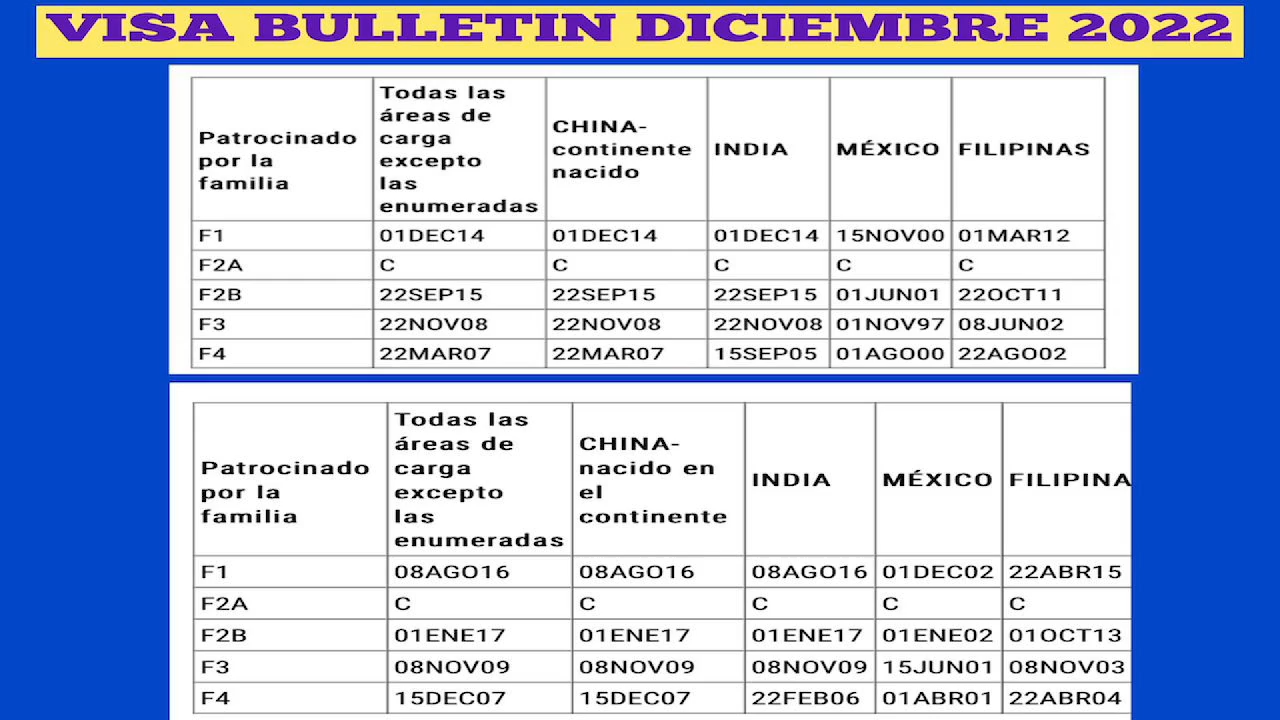 VISA BULLETIN DICIEMBRE 2022
Patrocinado por la familia | Todas las áreas de carga excepto las enumeradas | CHINA-continente nacido | INDIA | MÉXICO | FILIPINAS
F1 | 01DEC14 | 01DEC14 | 01DEC14 | 15NOV00 | 01MAR12
F2A | C | C | C | C | C
F2B | 22SEP15 | 22SEP15 | 22SEP15 | 01JUN01 | 22OCT11
F3 | 22NOV08 | 22NOV08 | 22NOV08 | 01NOV97 | 08JUN02
F4 | 22MAR07 | 22MAR07 | 15SEP05 | 01AGO00 | 22AGO02
Patrocinado por la familia | Todas las áreas de carga excepto las enumeradas | CHINA-nacido en el continente | INDIA | MÉXICO | FILIPINA
F1 | 08AGO16 | 08AGO16 | 08AGO16 | 01DEC02 | 22ABR15
F2A | C | C | C | C | C
F2B | 01ENE17 | 01ENE17 | 01ENE17 | 01ENE02 | 01OCT13
F3 | 08NOV09 | 08NOV09 | 08NOV09 | 15JUN01 | 08NOV03
F4 | 15DEC07 | 15DEC07 | 22FEB06 | 01ABR01 | 22ABR04